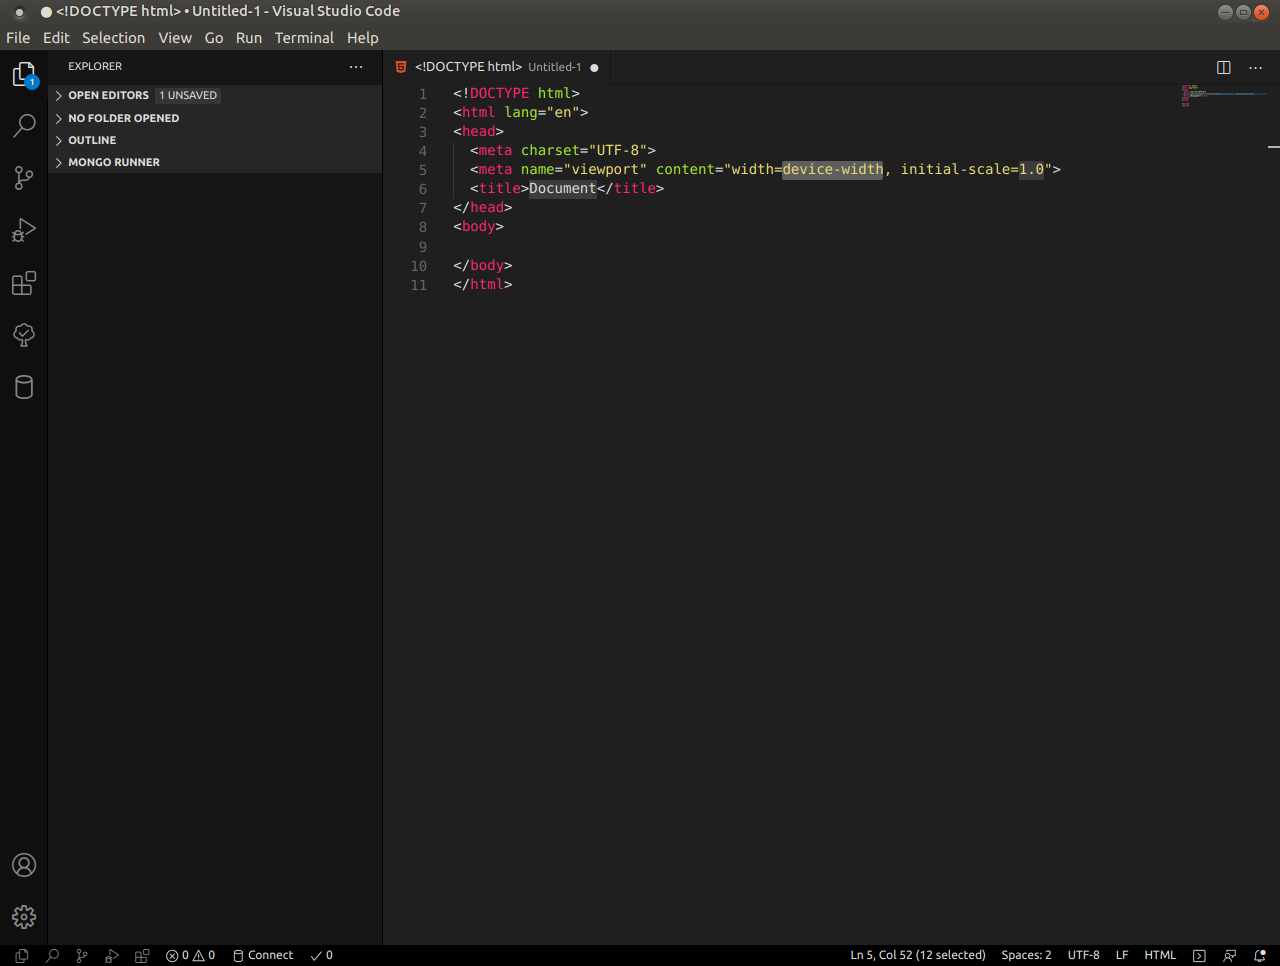 ● <!DOCTYPE html> • Untitled-1 - Visual Studio Code
File Edit Selection View Go Run Terminal Help
EXPLORER
1
OPEN EDITORS 1 UNSAVED
NO FOLDER OPENED
OUTLINE
MONGO RUNNER
<!DOCTYPE html> Untitled-1 ●
1 <!DOCTYPE html>
2 <html lang="en">
3 <head>
4   <meta charset="UTF-8">
5   <meta name="viewport" content="width=device-width, initial-scale=1.0">
6   <title>Document</title>
7 </head>
8 <body>
9
10 </body>
11 </html>
0 0 Connect 0 Ln 5, Col 52 (12 selected) Spaces: 2 UTF-8 LF HTML